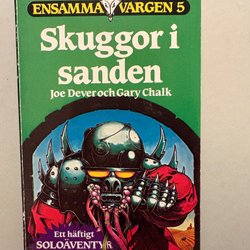 ENSAMMA VARGEN 5
Skuggor i
sanden
Joe Dever och Gary Chalk
Ett häftigt
SOLOÄVENTYR